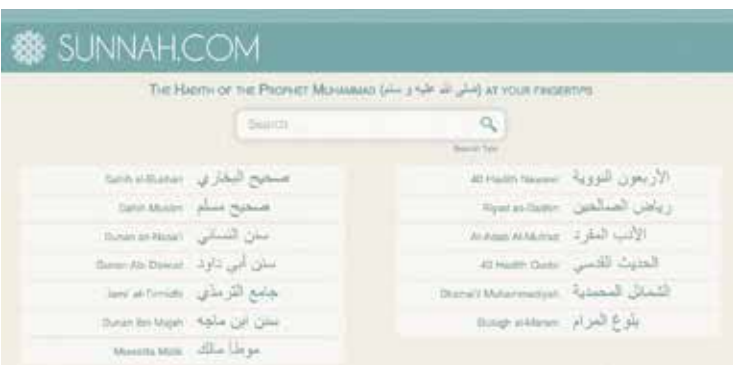 SUNNAH.COM
THE HADITH OF THE PROPHET MUHAMMAD (صلى الله عليه و سلم) AT YOUR FINGERTIPS
Search
Search Tips
Sahih al-Bukhari صحيح البخاري
Sahih Muslim صحيح مسلم
Sunan an-Nasa'i سنن النسائي
Sunan Abi Dawud سنن أبي داود
Jami` at-Tirmidhi جامع الترمذي
Sunan Ibn Majah سنن ابن ماجه
Muwatta Malik موطأ مالك
40 Hadith Nawawi الأربعون النووية
Riyad as-Salihin رياض الصالحين
Al-Adab Al-Mufrad الأدب المفرد
40 Hadith Qudsi الحديث القدسي
Shama'il Muhammadiyah الشمائل المحمدية
Bulugh al-Maram بلوغ المرام